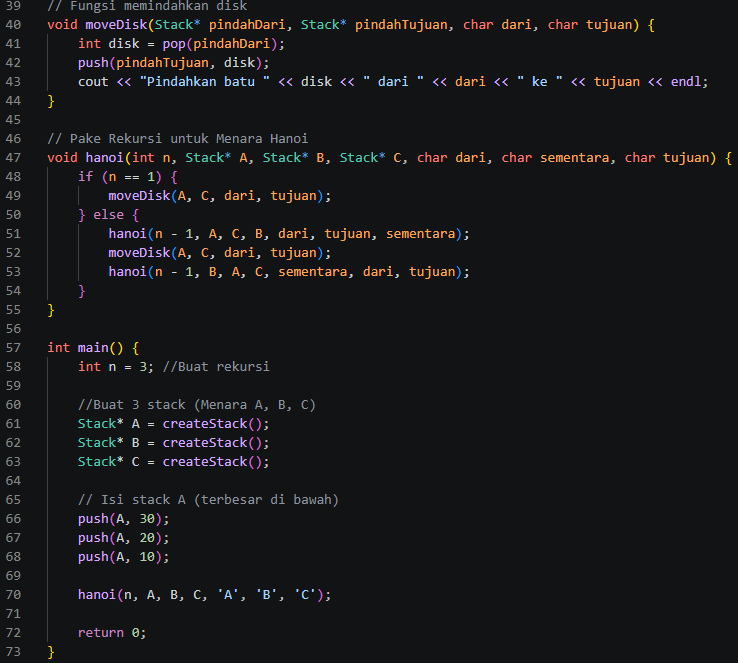 39 // Fungsi memindahkan disk
40 void moveDisk(Stack* pindahDari, Stack* pindahTujuan, char dari, char tujuan) {
41     int disk = pop(pindahDari);
42     push(pindahTujuan, disk);
43     cout << "Pindahkan batu " << disk << " dari " << dari << " ke " << tujuan << endl;
44 }
45
46 // Pake Rekursi untuk Menara Hanoi
47 void hanoi(int n, Stack* A, Stack* B, Stack* C, char dari, char sementara, char tujuan) {
48     if (n == 1) {
49         moveDisk(A, C, dari, tujuan);
50     } else {
51         hanoi(n - 1, A, C, B, dari, tujuan, sementara);
52         moveDisk(A, C, dari, tujuan);
53         hanoi(n - 1, B, A, C, sementara, dari, tujuan);
54     }
55 }
56
57 int main() {
58     int n = 3; //Buat rekursi
59
60     //Buat 3 stack (Menara A, B, C)
61     Stack* A = createStack();
62     Stack* B = createStack();
63     Stack* C = createStack();
64
65     // Isi stack A (terbesar di bawah)
66     push(A, 30);
67     push(A, 20);
68     push(A, 10);
69
70     hanoi(n, A, B, C, 'A', 'B', 'C');
71
72     return 0;
73 }